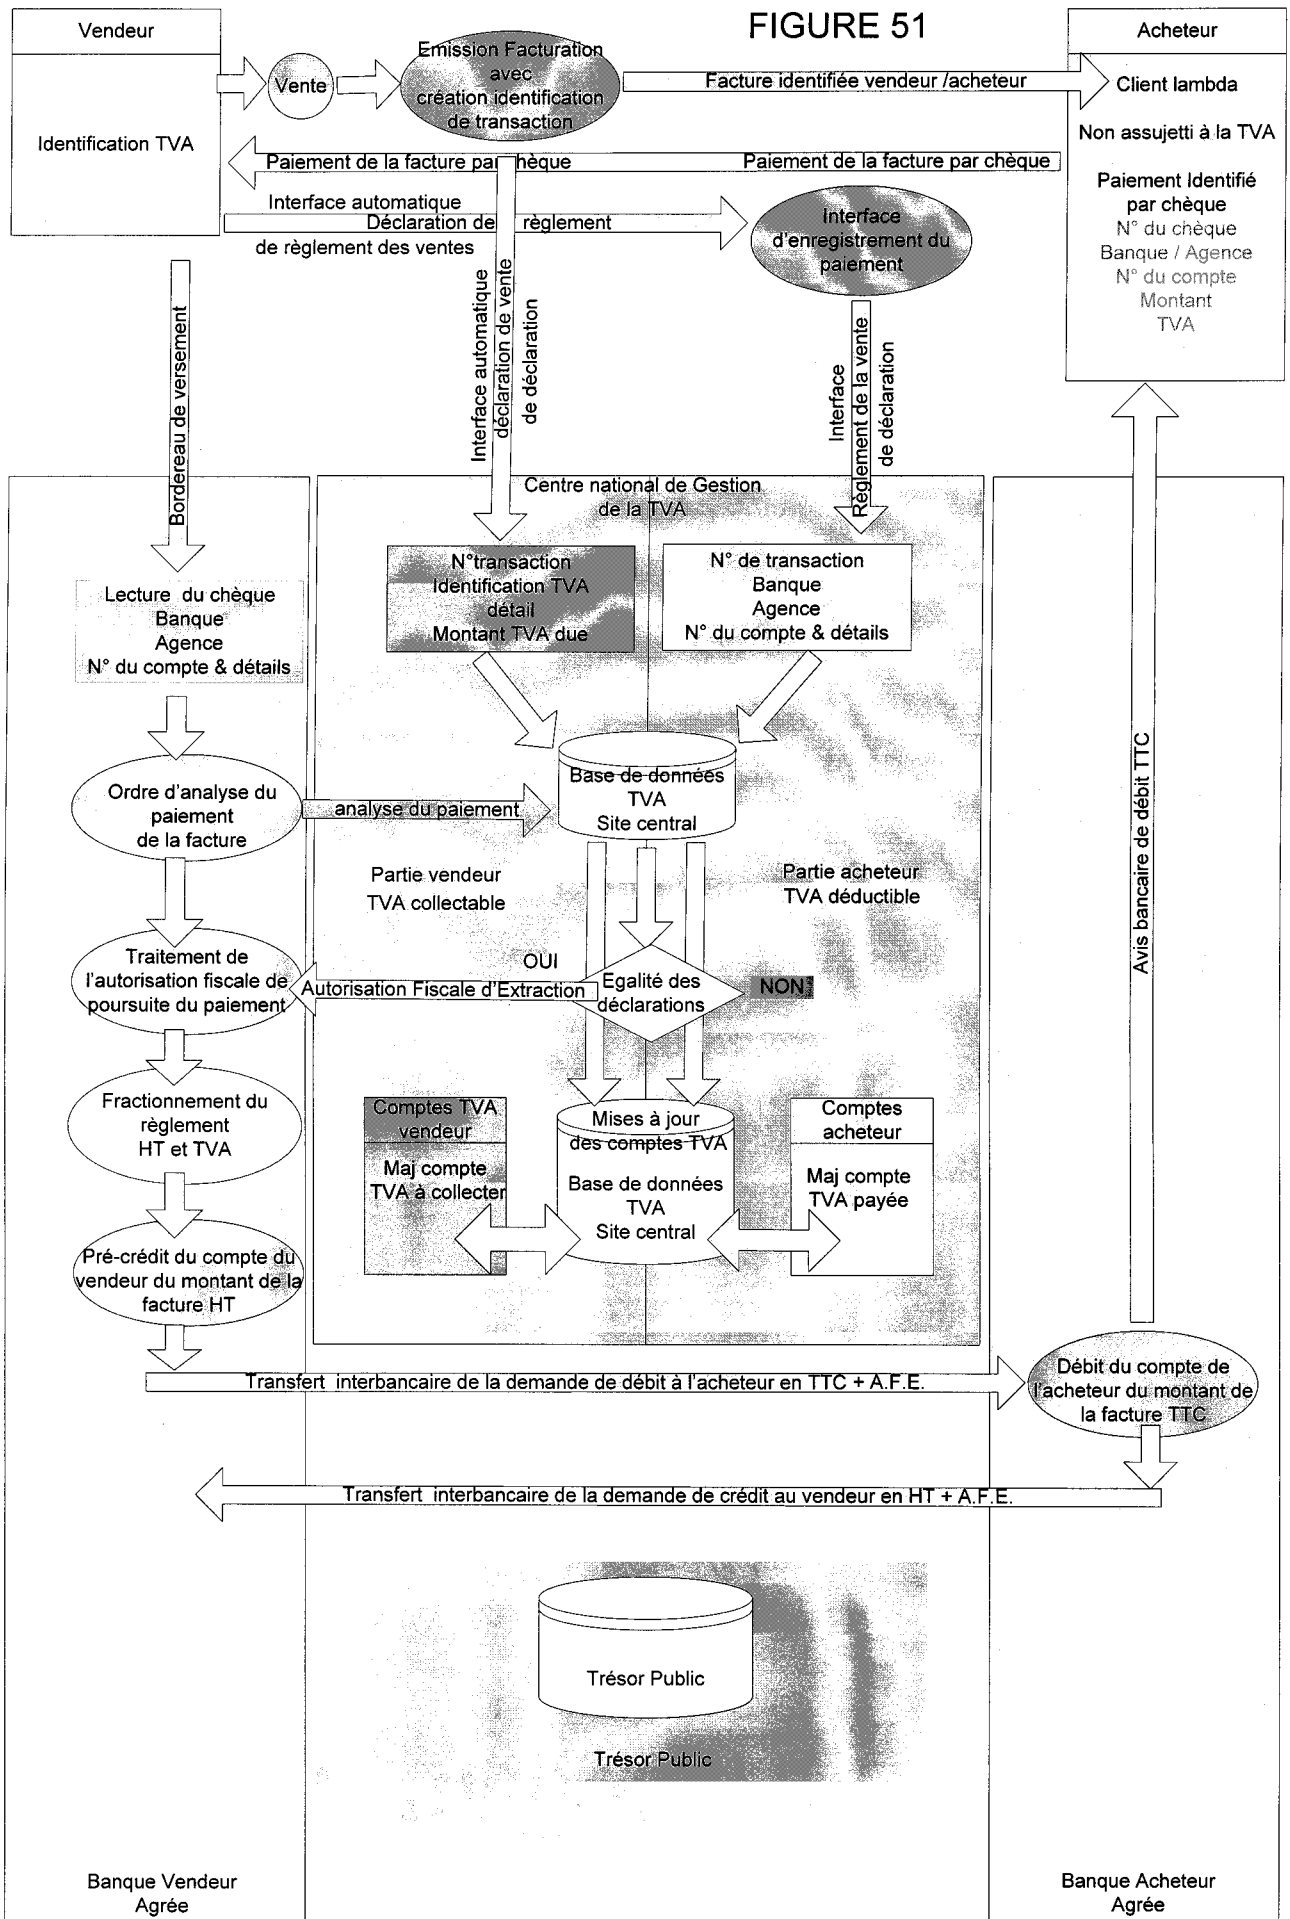 FIGURE 51
Vendeur
Identification TVA
Vente
Emission Facturation
avec
création identification
de transaction
Facture identifiée vendeur /acheteur
Acheteur
Client lambda
Non assujetti à la TVA
Paiement Identifié
par chèque
N° du chèque
Banque / Agence
N° du compte
Montant
TVA
Paiement de la facture par chèque
Paiement de la facture par chèque
Interface automatique
Déclaration de règlement
de règlement des ventes
Interface
d'enregistrement du
paiement
Bordereau de versement
Interface automatique
déclaration de vente
de déclaration
Interface
Règlement de la vente
de déclaration
Centre national de Gestion
de la TVA
Lecture du chèque
Banque
Agence
N° du compte & détails
N°transaction
Identification TVA
détail
Montant TVA due
N° de transaction
Banque
Agence
N° du compte & détails
Ordre d'analyse du
paiement
de la facture
analyse du paiement
Base de données
TVA
Site central
Partie vendeur
TVA collectable
Partie acheteur
TVA déductible
Avis bancaire de débit TTC
Traitement de
l'autorisation fiscale de
poursuite du paiement
OUI
Autorisation Fiscale d'Extraction
Egalité des
déclarations
NON
Fractionnement du
règlement
HT et TVA
Comptes TVA
vendeur
Maj compte
TVA à collecter
Mises à jour
des comptes TVA
Base de données
TVA
Site central
Comptes
acheteur
Maj compte
TVA payée
Pré-crédit du compte du
vendeur du montant de la
facture HT
Transfert interbancaire de la demande de débit à l'acheteur en TTC + A.F.E.
Débit du compte de
l'acheteur du montant de
la facture TTC
Transfert interbancaire de la demande de crédit au vendeur en HT + A.F.E.
Trésor Public
Trésor Public
Banque Vendeur
Agrée
Banque Acheteur
Agrée